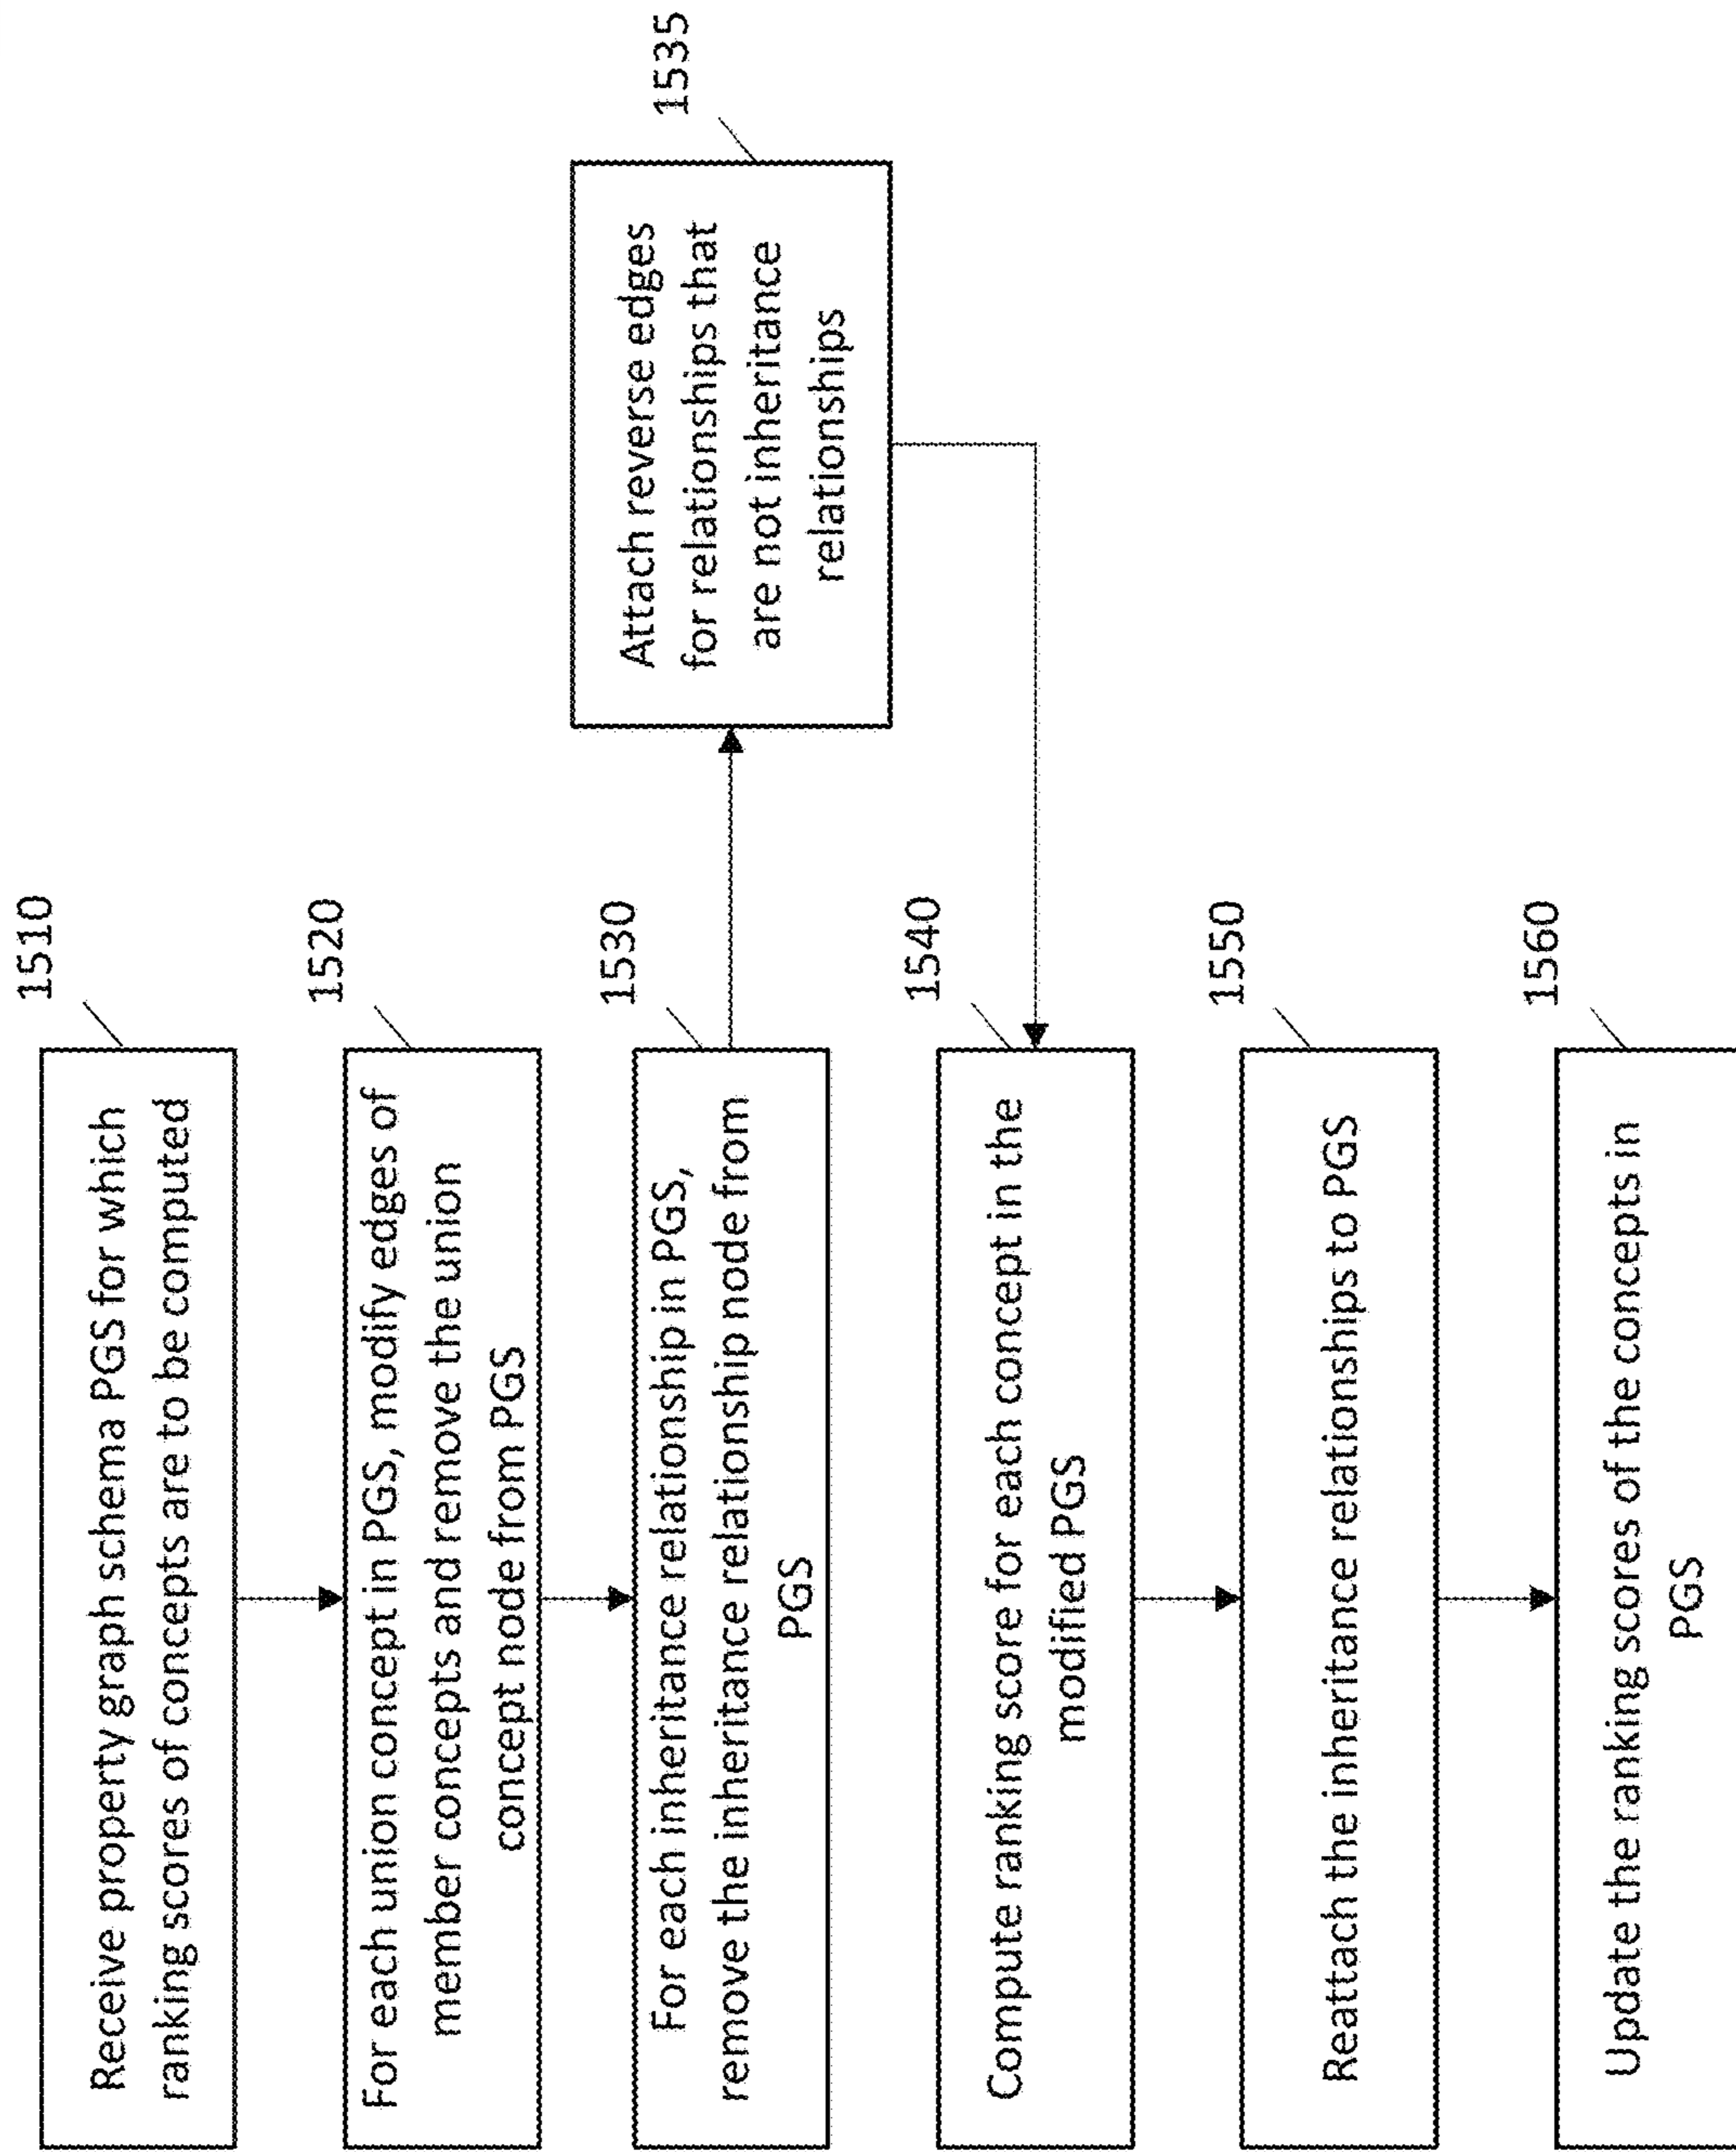 1510
Receive property graph schema PGS for which
ranking scores of concepts are to be computed
1520
For each union concept in PGS, modify edges of
member concepts and remove the union
concept node from PGS
1530
For each inheritance relationship in PGS,
remove the inheritance relationship node from
PGS
1535
Attach reverse edges
for relationships that
are not inheritance
relationships
1540
Compute ranking score for each concept in the
modified PGS
1550
Reattach the inheritance relationships to PGS
1560
Update the ranking scores of the concepts in
PGS